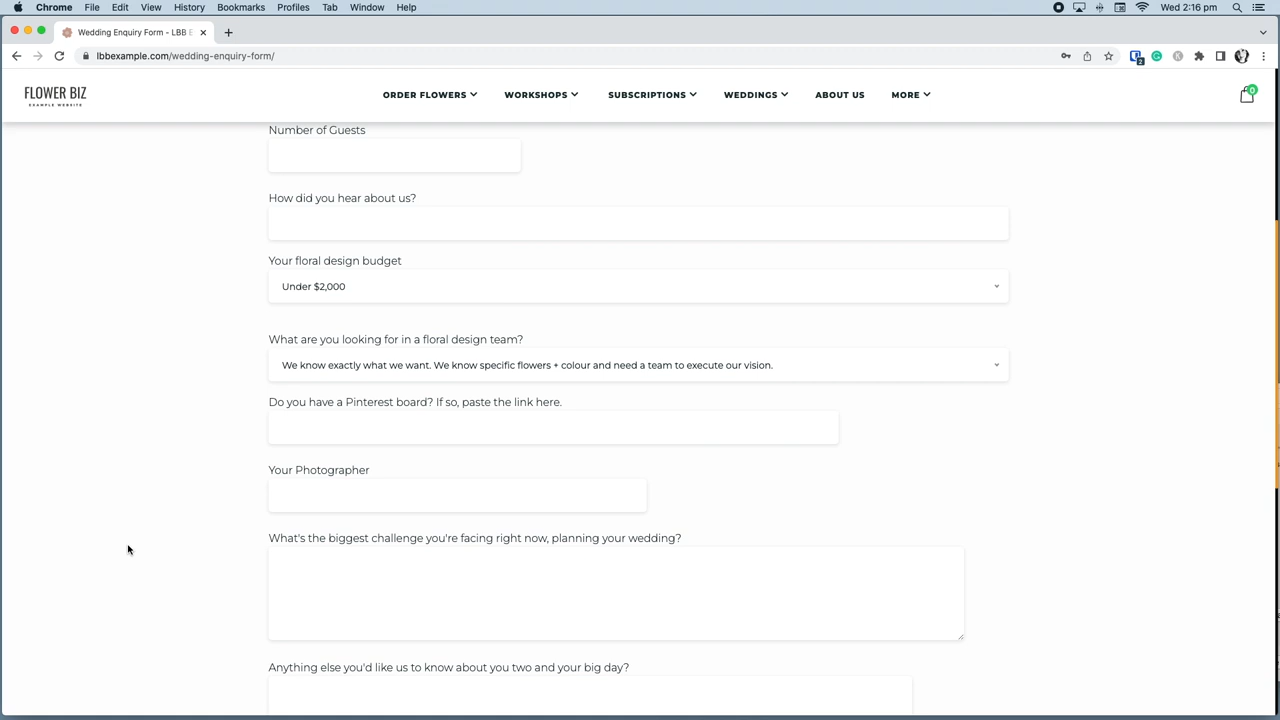 Chrome File Edit View History Bookmarks Profiles Tab Window Help Wed 2:16 pm
Wedding Enquiry Form - LBB
lbbexample.com/wedding-enquiry-form/
2
FLOWER BIZ
EXAMPLE WEBSITE
ORDER FLOWERS WORKSHOPS SUBSCRIPTIONS WEDDINGS ABOUT US MORE 0
Number of Guests
How did you hear about us?
Your floral design budget
Under $2,000
What are you looking for in a floral design team?
We know exactly what we want. We know specific flowers + colour and need a team to execute our vision.
Do you have a Pinterest board? If so, paste the link here.
Your Photographer
What's the biggest challenge you're facing right now, planning your wedding?
Anything else you'd like us to know about you two and your big day?